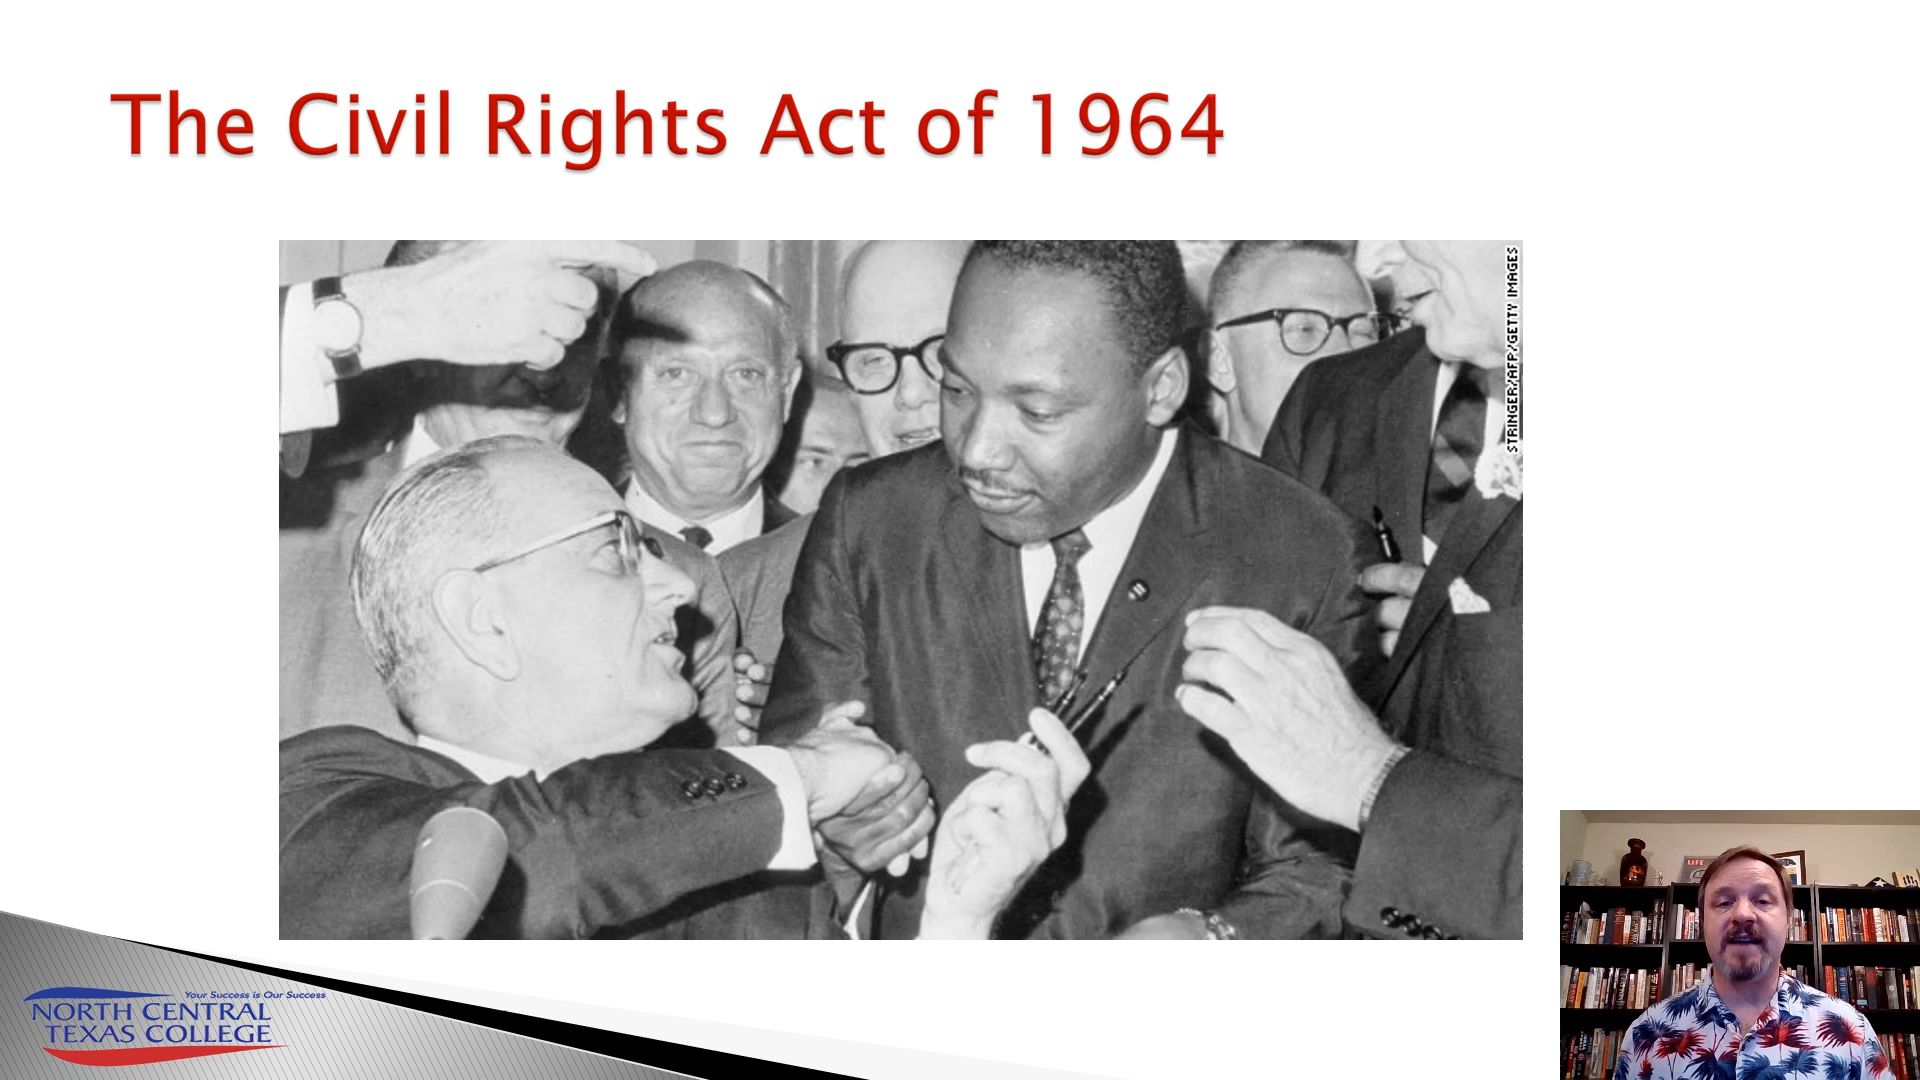 The Civil Rights Act of 1964
STRINGER/AFP/GETTY IMAGES
LIFE
Your Success is Our Success
NORTH CENTRAL
TEXAS COLLEGE